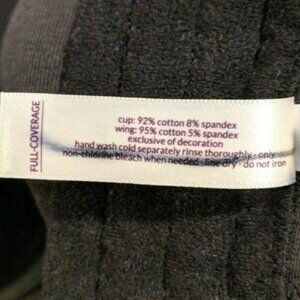 FULL-COVERAGE
cup: 92% cotton 8% spandex
wing: 95% cotton 5% spandex
exclusive of decoration
hand wash cold separately rinse thoroughly - only
non-chlorine bleach when needed - line dry - do not iron